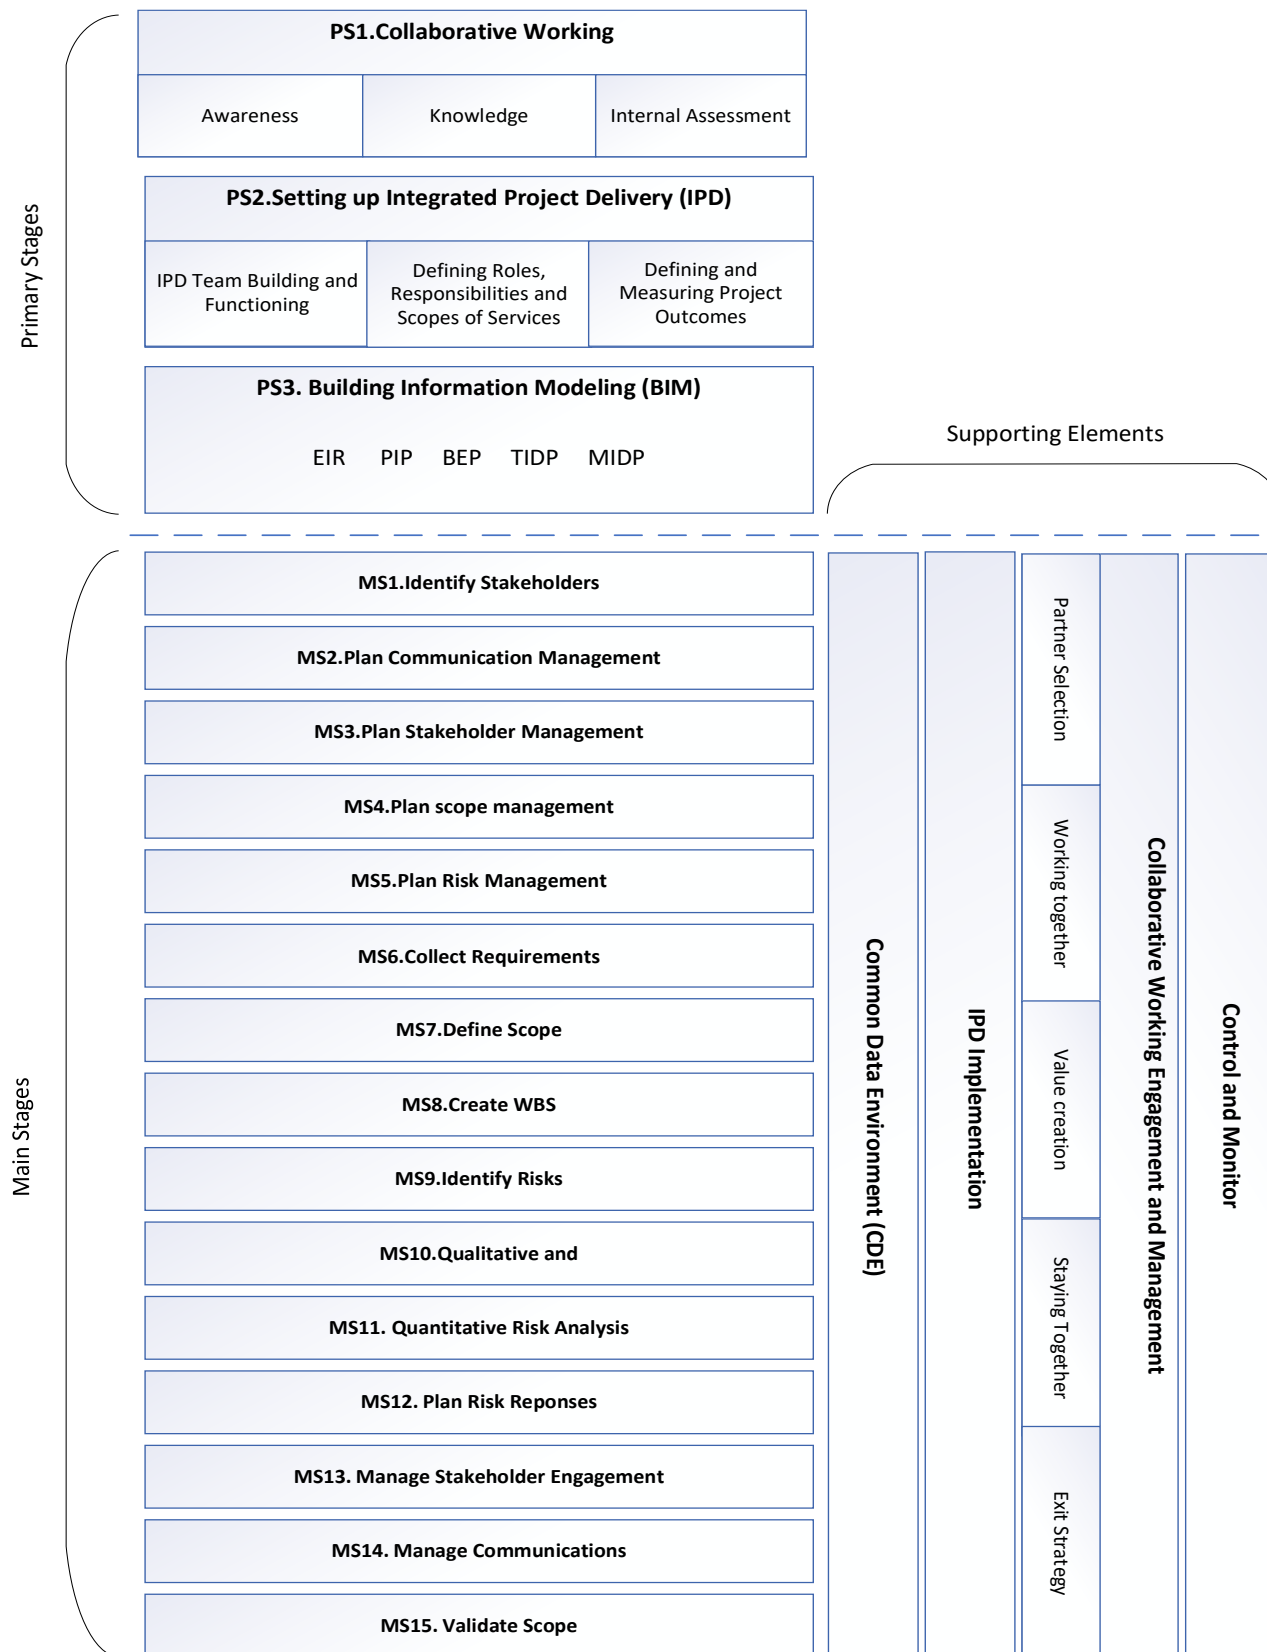 PS1.Collaborative Working
Awareness
Knowledge
Internal Assessment
Primary Stages
PS2.Setting up Integrated Project Delivery (IPD)
IPD Team Building and
Functioning
Defining Roles,
Responsibilities and
Scopes of Services
Defining and
Measuring Project
Outcomes
PS3. Building Information Modeling (BIM)
EIR PIP BEP TIDP MIDP
Supporting Elements
Main Stages
MS1.Identify Stakeholders
MS2.Plan Communication Management
MS3.Plan Stakeholder Management
MS4.Plan scope management
MS5.Plan Risk Management
MS6.Collect Requirements
MS7.Define Scope
MS8.Create WBS
MS9.Identify Risks
MS10.Qualitative and
MS11. Quantitative Risk Analysis
MS12. Plan Risk Reponses
MS13. Manage Stakeholder Engagement
MS14. Manage Communications
MS15. Validate Scope
Common Data Environment (CDE)
IPD Implementation
Partner Selection
Working together
Value creation
Staying Together
Exit Strategy
Collaborative Working Engagement and Management
Control and Monitor